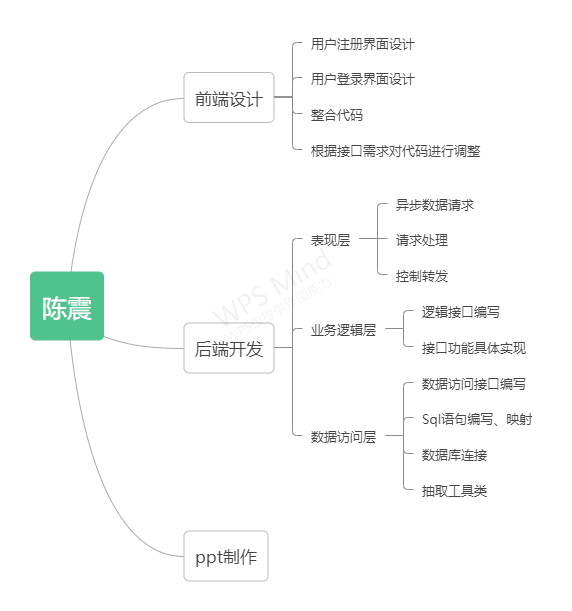 陈震
前端设计
用户注册界面设计
用户登录界面设计
整合代码
根据接口需求对代码进行调整
后端开发
表现层
异步数据请求
请求处理
控制转发
业务逻辑层
逻辑接口编写
接口功能具体实现
数据访问层
数据访问接口编写
Sql语句编写、映射
数据库连接
抽取工具类
ppt制作
WPS Mind